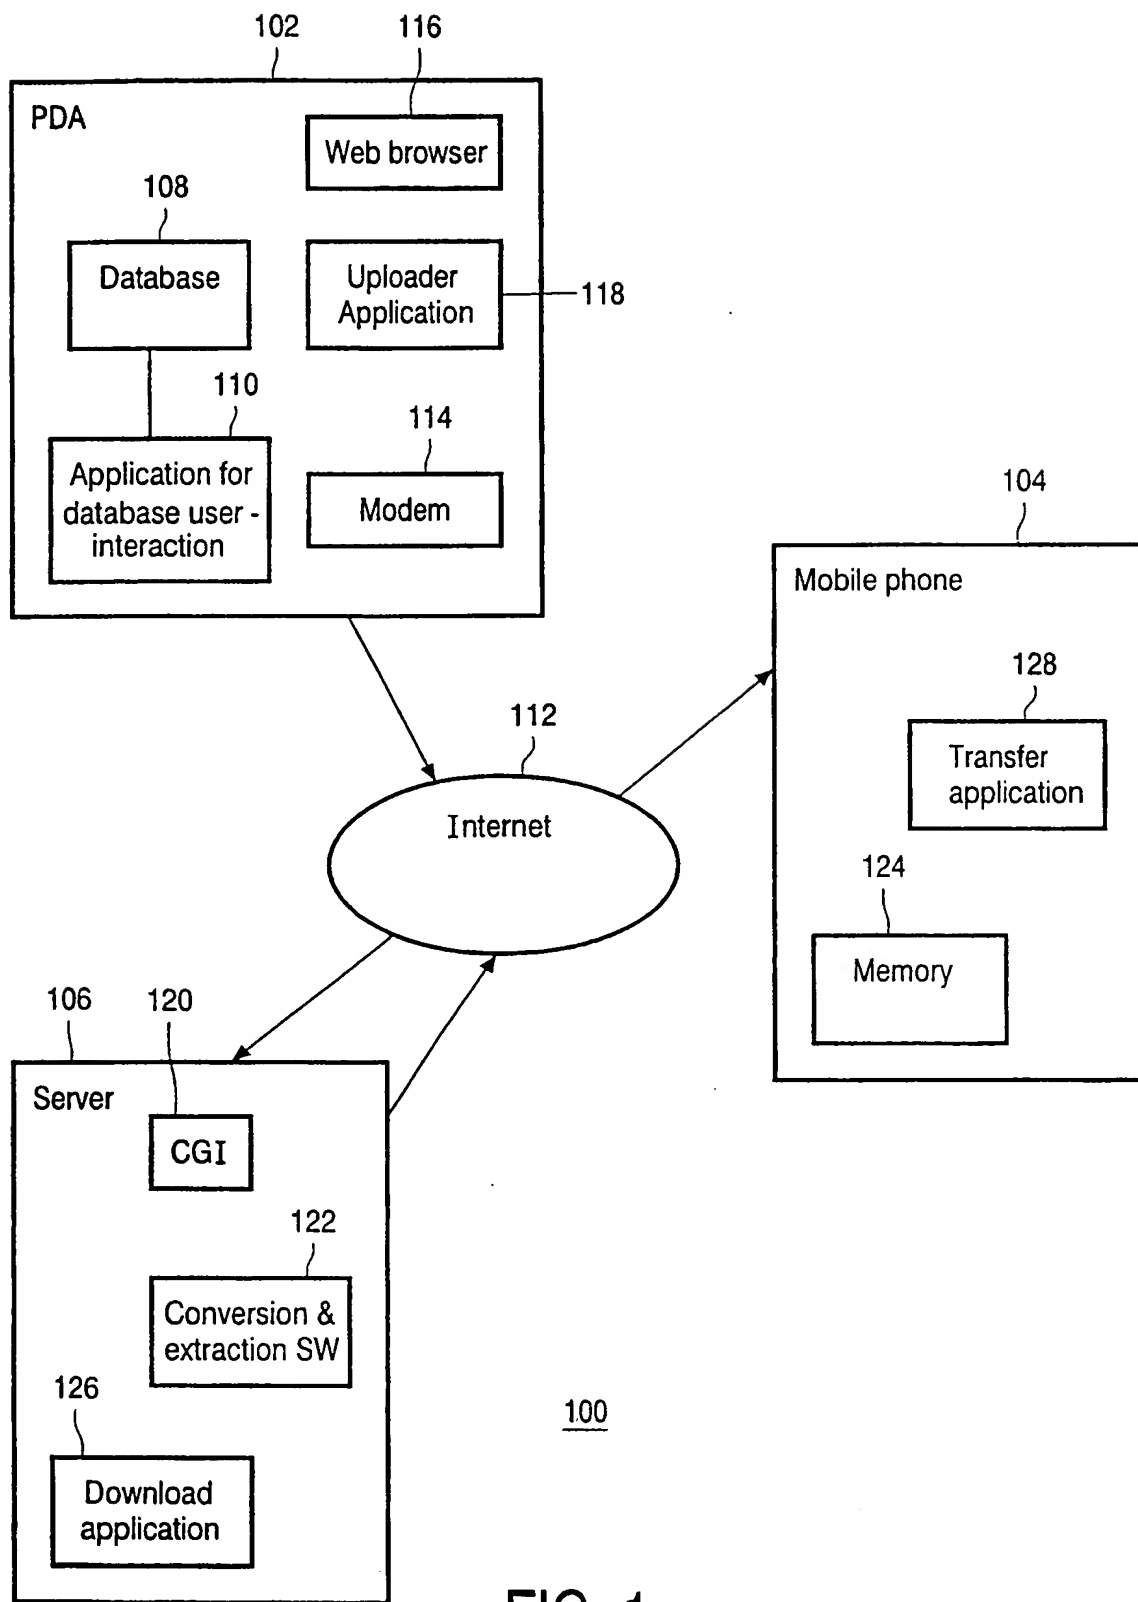 102
116
PDA
Web browser
108
Database
Uploader
Application
118
110
114
Application for
database user -
interaction
Modem
104
Mobile phone
128
Transfer
application
112
Internet
124
Memory
106
120
Server
CGI
122
Conversion &
extraction SW
126
Download
application
100
FIG. 1